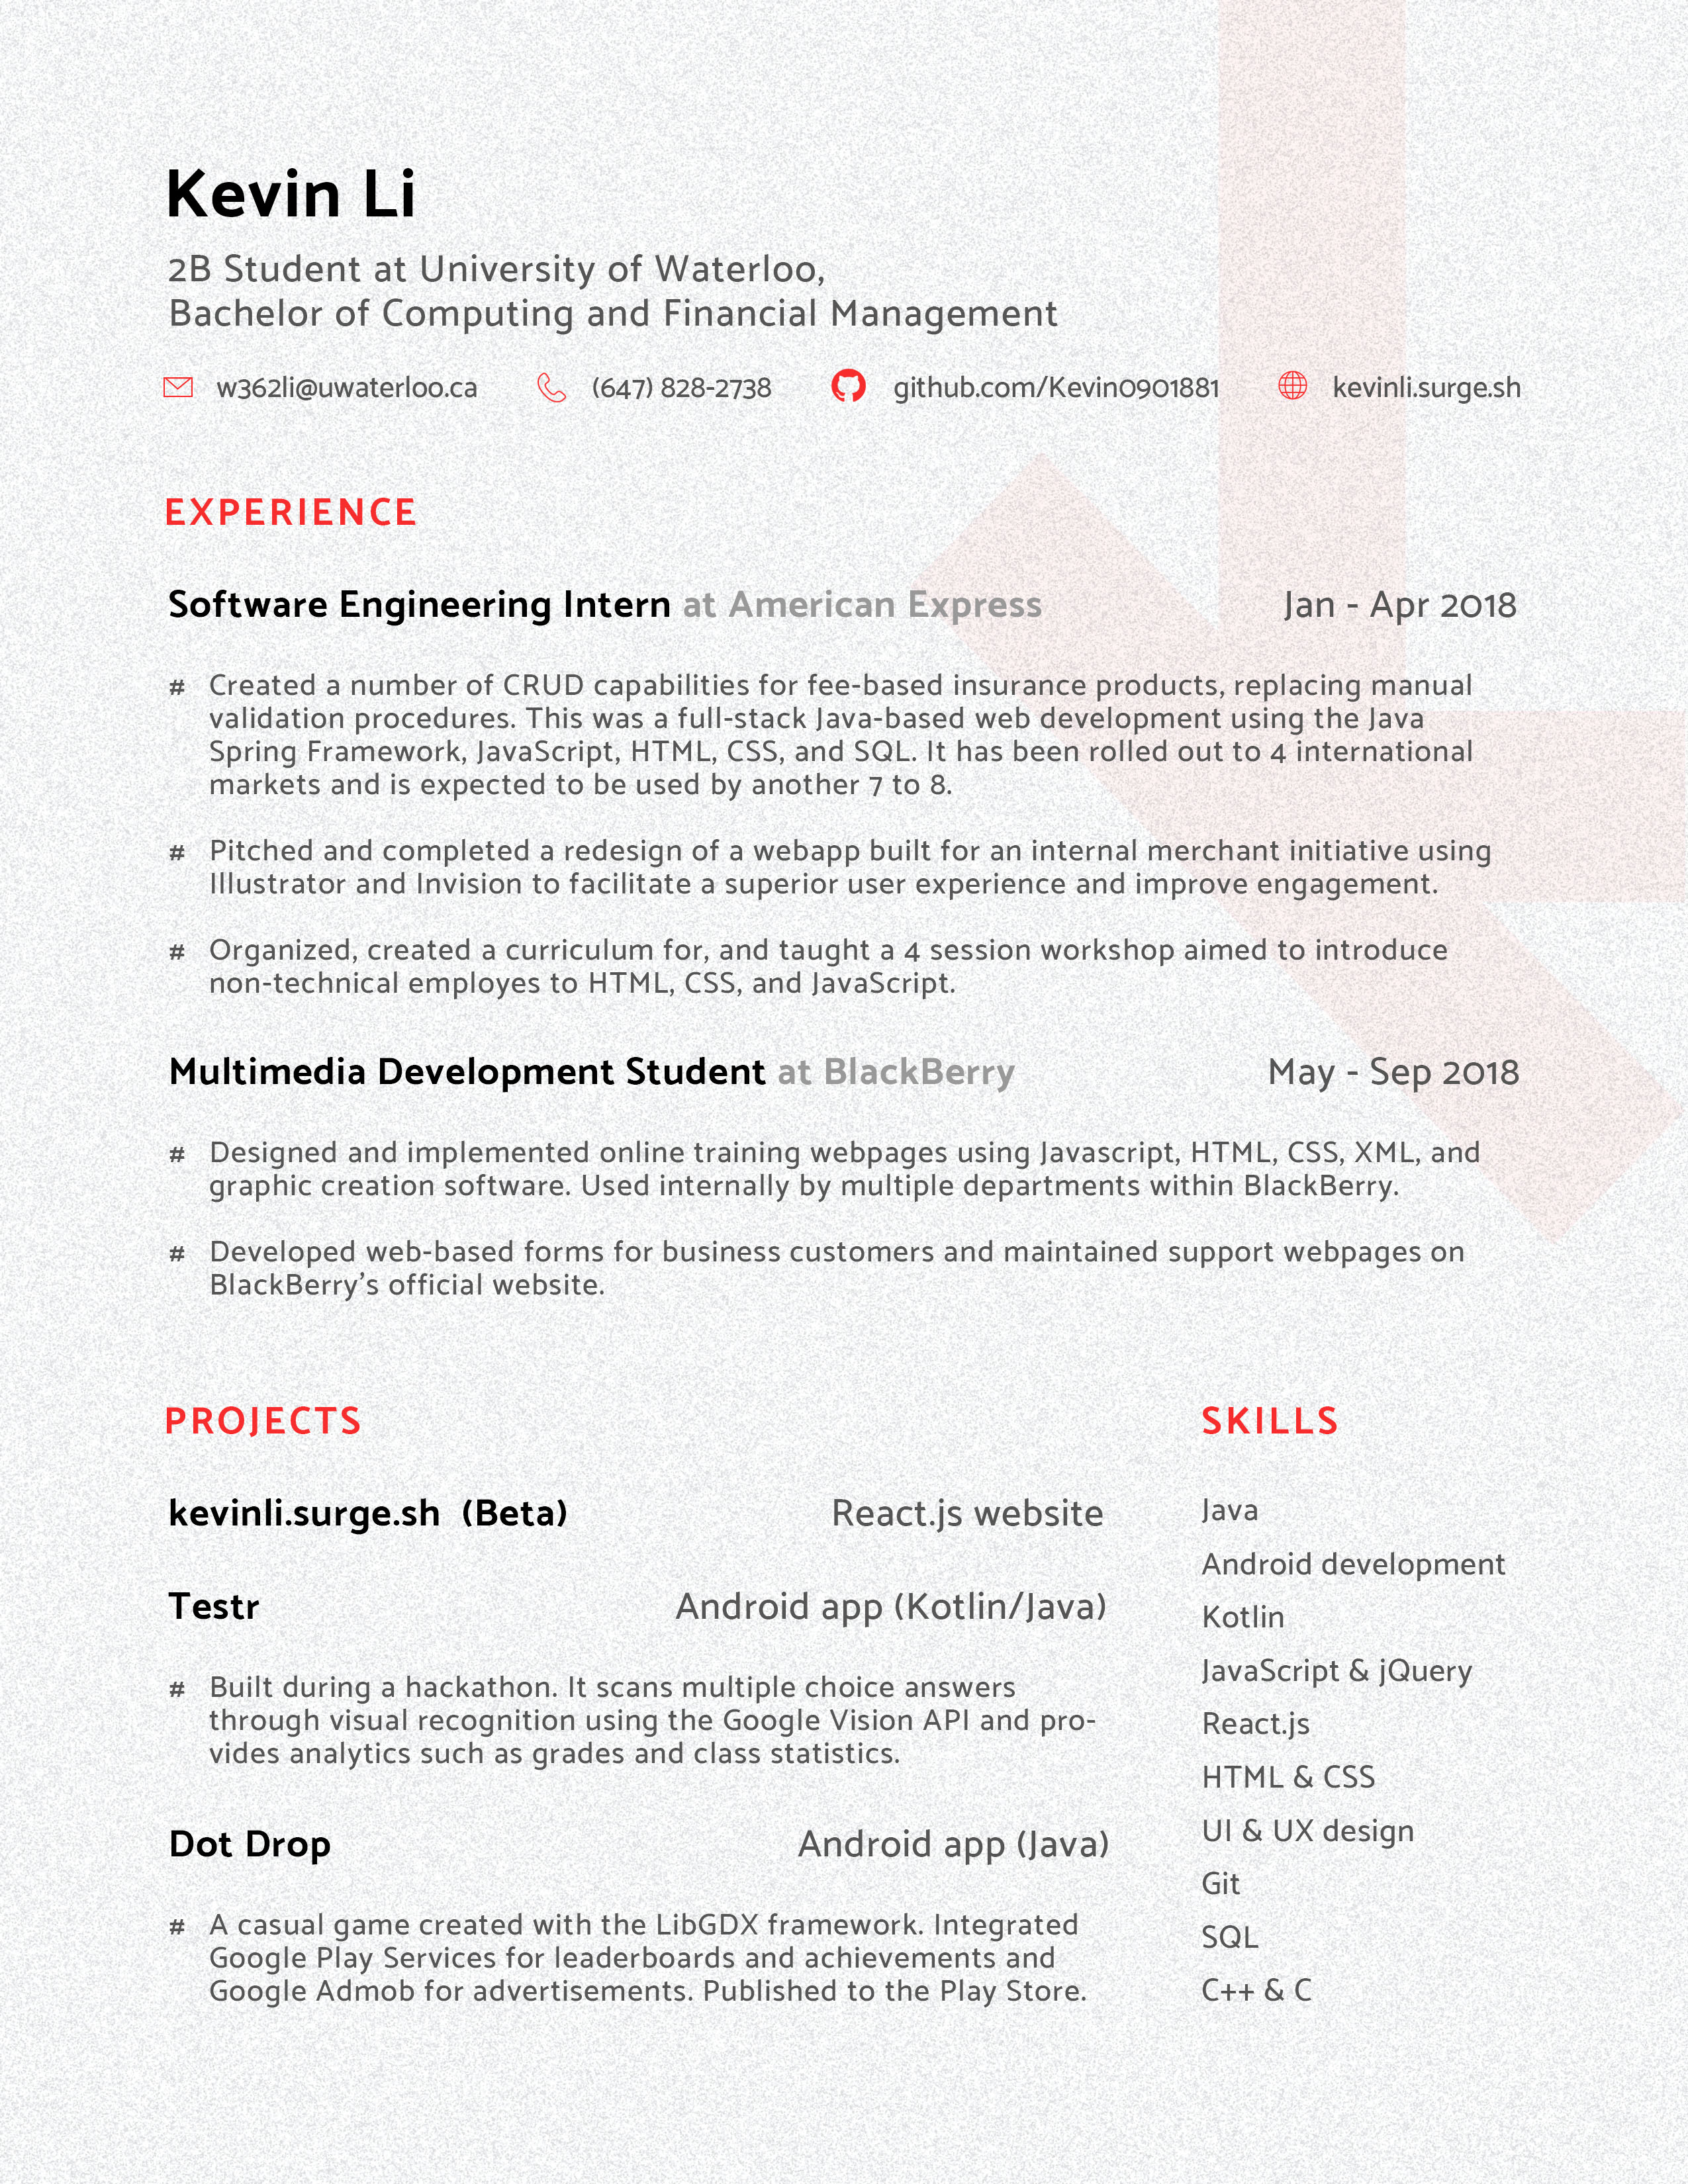 Kevin Li
2B Student at University of Waterloo,
Bachelor of Computing and Financial Management
w362li@uwaterloo.ca (647) 828-2738 github.com/Kevin0901881 kevinli.surge.sh
EXPERIENCE
Software Engineering Intern at American Express Jan - Apr 2018
# Created a number of CRUD capabilities for fee-based insurance products, replacing manual
validation procedures. This was a full-stack Java-based web development using the Java
Spring Framework, JavaScript, HTML, CSS, and SQL. It has been rolled out to 4 international
markets and is expected to be used by another 7 to 8.
# Pitched and completed a redesign of a webapp built for an internal merchant initiative using
Illustrator and Invision to facilitate a superior user experience and improve engagement.
# Organized, created a curriculum for, and taught a 4 session workshop aimed to introduce
non-technical employes to HTML, CSS, and JavaScript.
Multimedia Development Student at BlackBerry May - Sep 2018
# Designed and implemented online training webpages using Javascript, HTML, CSS, XML, and
graphic creation software. Used internally by multiple departments within BlackBerry.
# Developed web-based forms for business customers and maintained support webpages on
BlackBerry's official website.
PROJECTS
kevinli.surge.sh (Beta) React.js website
Testr Android app (Kotlin/Java)
# Built during a hackathon. It scans multiple choice answers
through visual recognition using the Google Vision API and pro-
vides analytics such as grades and class statistics.
Dot Drop Android app (Java)
# A casual game created with the LibGDX framework. Integrated
Google Play Services for leaderboards and achievements and
Google Admob for advertisements. Published to the Play Store.
SKILLS
Java
Android development
Kotlin
JavaScript & jQuery
React.js
HTML & CSS
UI & UX design
Git
SQL
C++ & C